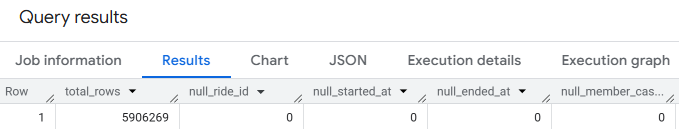 Query results
Job information Results Chart JSON Execution details Execution graph
Row total_rows null_ride_id null_started_at null_ended_at null_member_cas...
1 5906269 0 0 0 0